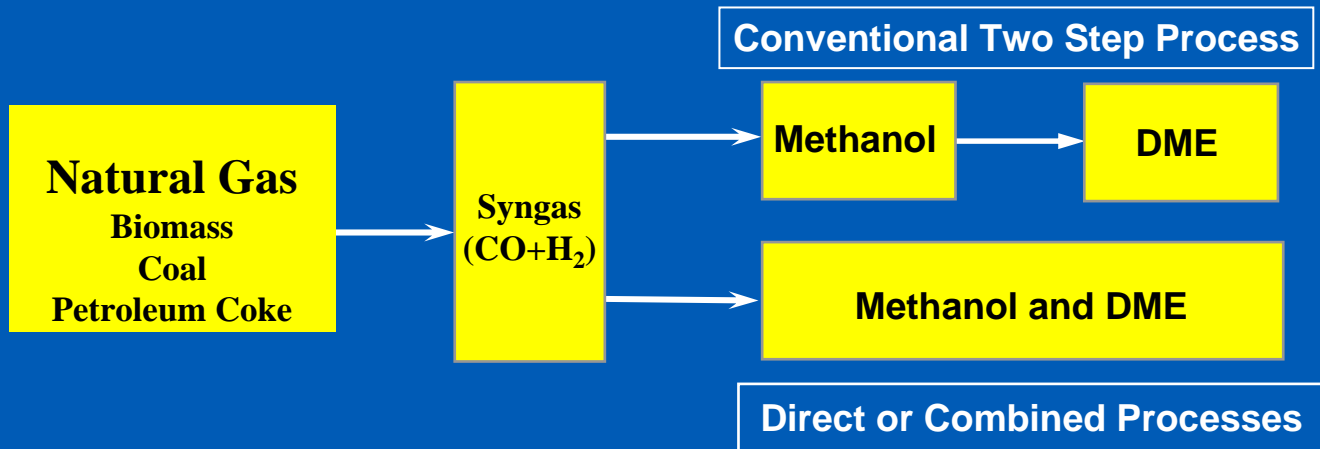 Conventional Two Step Process
Natural Gas
Biomass
Coal
Petroleum Coke
Syngas
(CO+H₂)
Methanol
DME
Methanol and DME
Direct or Combined Processes